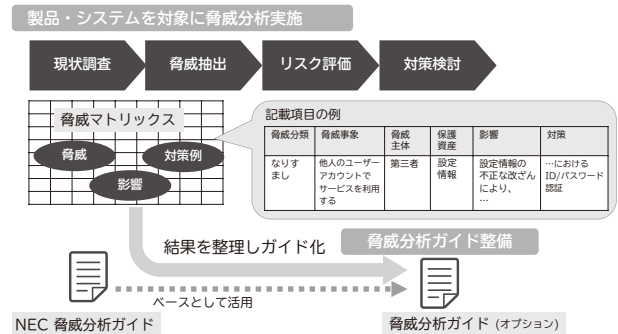 製品・システムを対象に脅威分析実施
現状調査 脅威抽出 リスク評価 対策検討
脅威マトリックス
脅威
対策例
影響
記載項目の例
脅威分類 脅威事象 脅威主体 保護資産 影響 対策
なりすまし 他人のユーザーアカウントでサービスを利用する 第三者 設定情報 設定情報の不正な改ざんにより、… …におけるID/パスワード認証
結果を整理しガイド化
脅威分析ガイド整備
ベースとして活用
NEC 脅威分析ガイド
脅威分析ガイド (オプション)